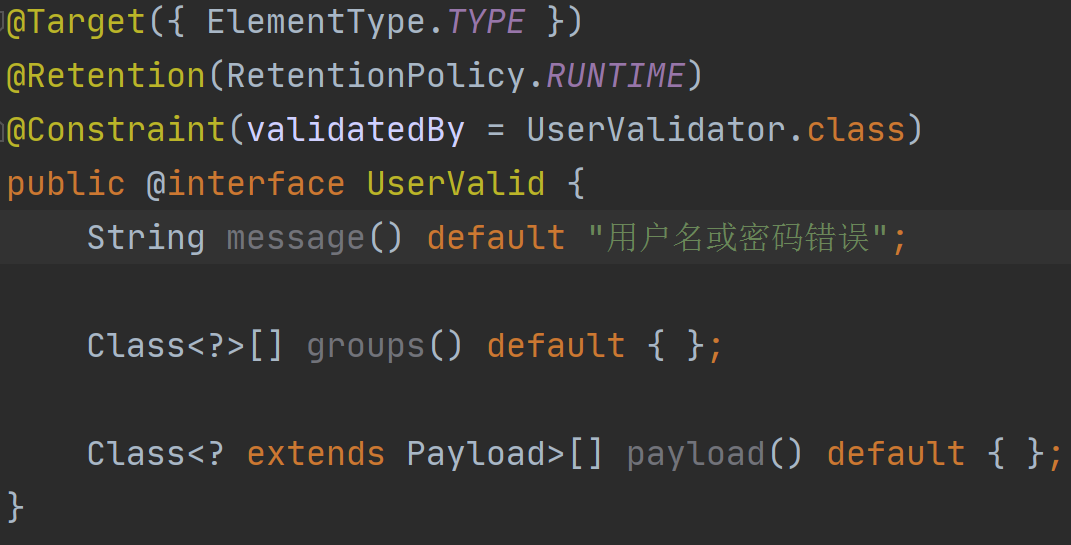 @Target({ ElementType.TYPE })
@Retention(RetentionPolicy.RUNTIME)
@Constraint(validatedBy = UserValidator.class)
public @interface UserValid {
    String message() default "用户名或密码错误";
    Class<?>[] groups() default { };
    Class<? extends Payload>[] payload() default { };
}